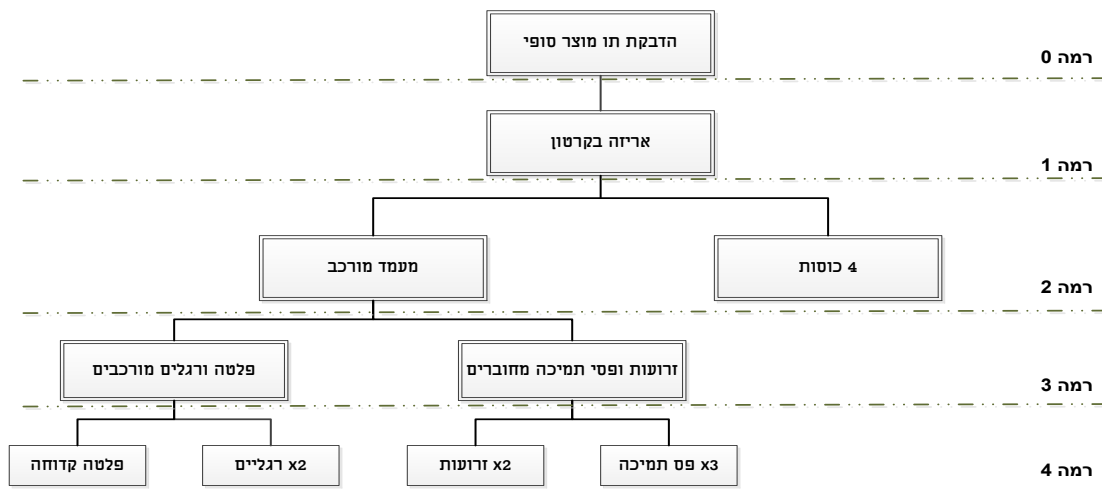 הדבקת תו מוצר סופי
רמה 0
אריזה בקרטון
רמה 1
4 כוסות
מעמד מורכב
רמה 2
זרועות ופסי תמיכה מחוברים
פלטה ורגלים מורכבים
רמה 3
x3 פס תמיכה
x2 זרועות
x2 רגליים
פלטה קדוחה
רמה 4